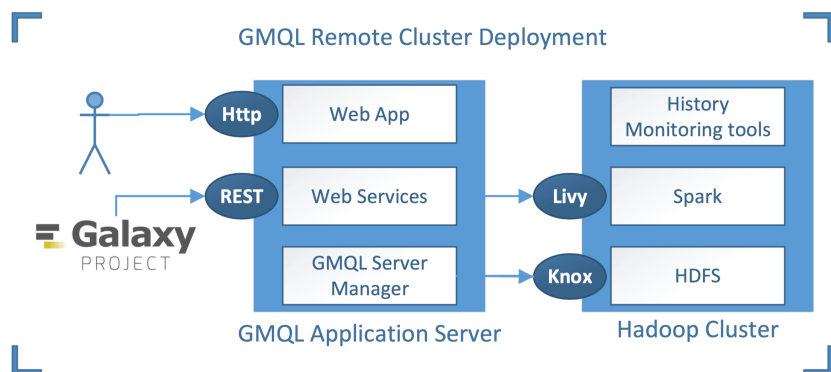 GMQL Remote Cluster Deployment
Http
Web App
History
Monitoring tools
REST
Web Services
Livy
Spark
Galaxy
PROJECT
GMQL Server
Manager
Knox
HDFS
GMQL Application Server
Hadoop Cluster